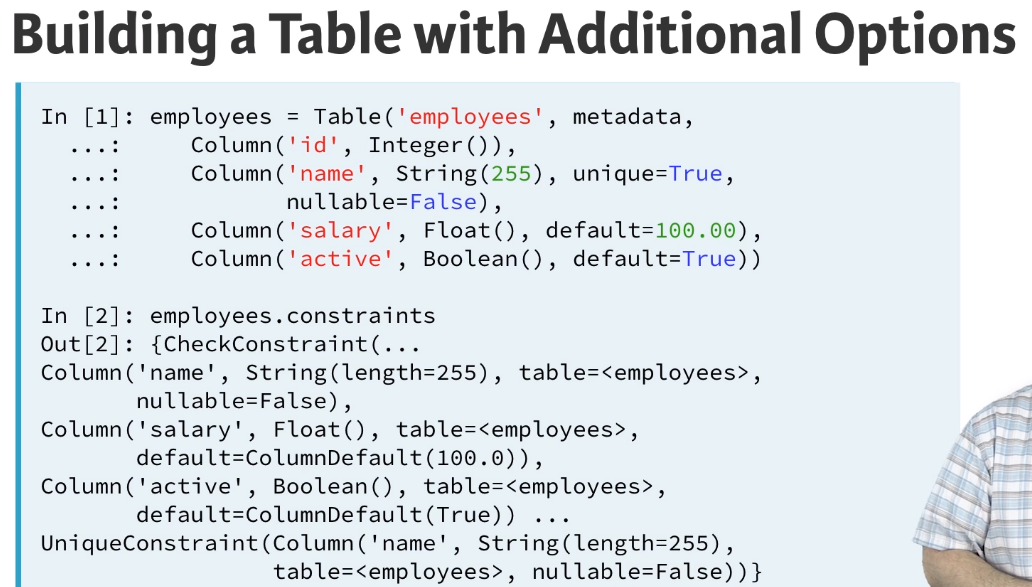 Building a Table with Additional Options
In [1]: employees = Table('employees', metadata,
...: Column('id', Integer()),
...: Column('name', String(255), unique=True,
...: nullable=False),
...: Column('salary', Float(), default=100.00),
...: Column('active', Boolean(), default=True))
In [2]: employees.constraints
Out[2]: {CheckConstraint(...
Column('name', String(length=255), table=<employees>,
nullable=False),
Column('salary', Float(), table=<employees>,
default=ColumnDefault(100.0)),
Column('active', Boolean(), table=<employees>,
default=ColumnDefault(True)) ...
UniqueConstraint(Column('name', String(length=255),
table=<employees>, nullable=False))}